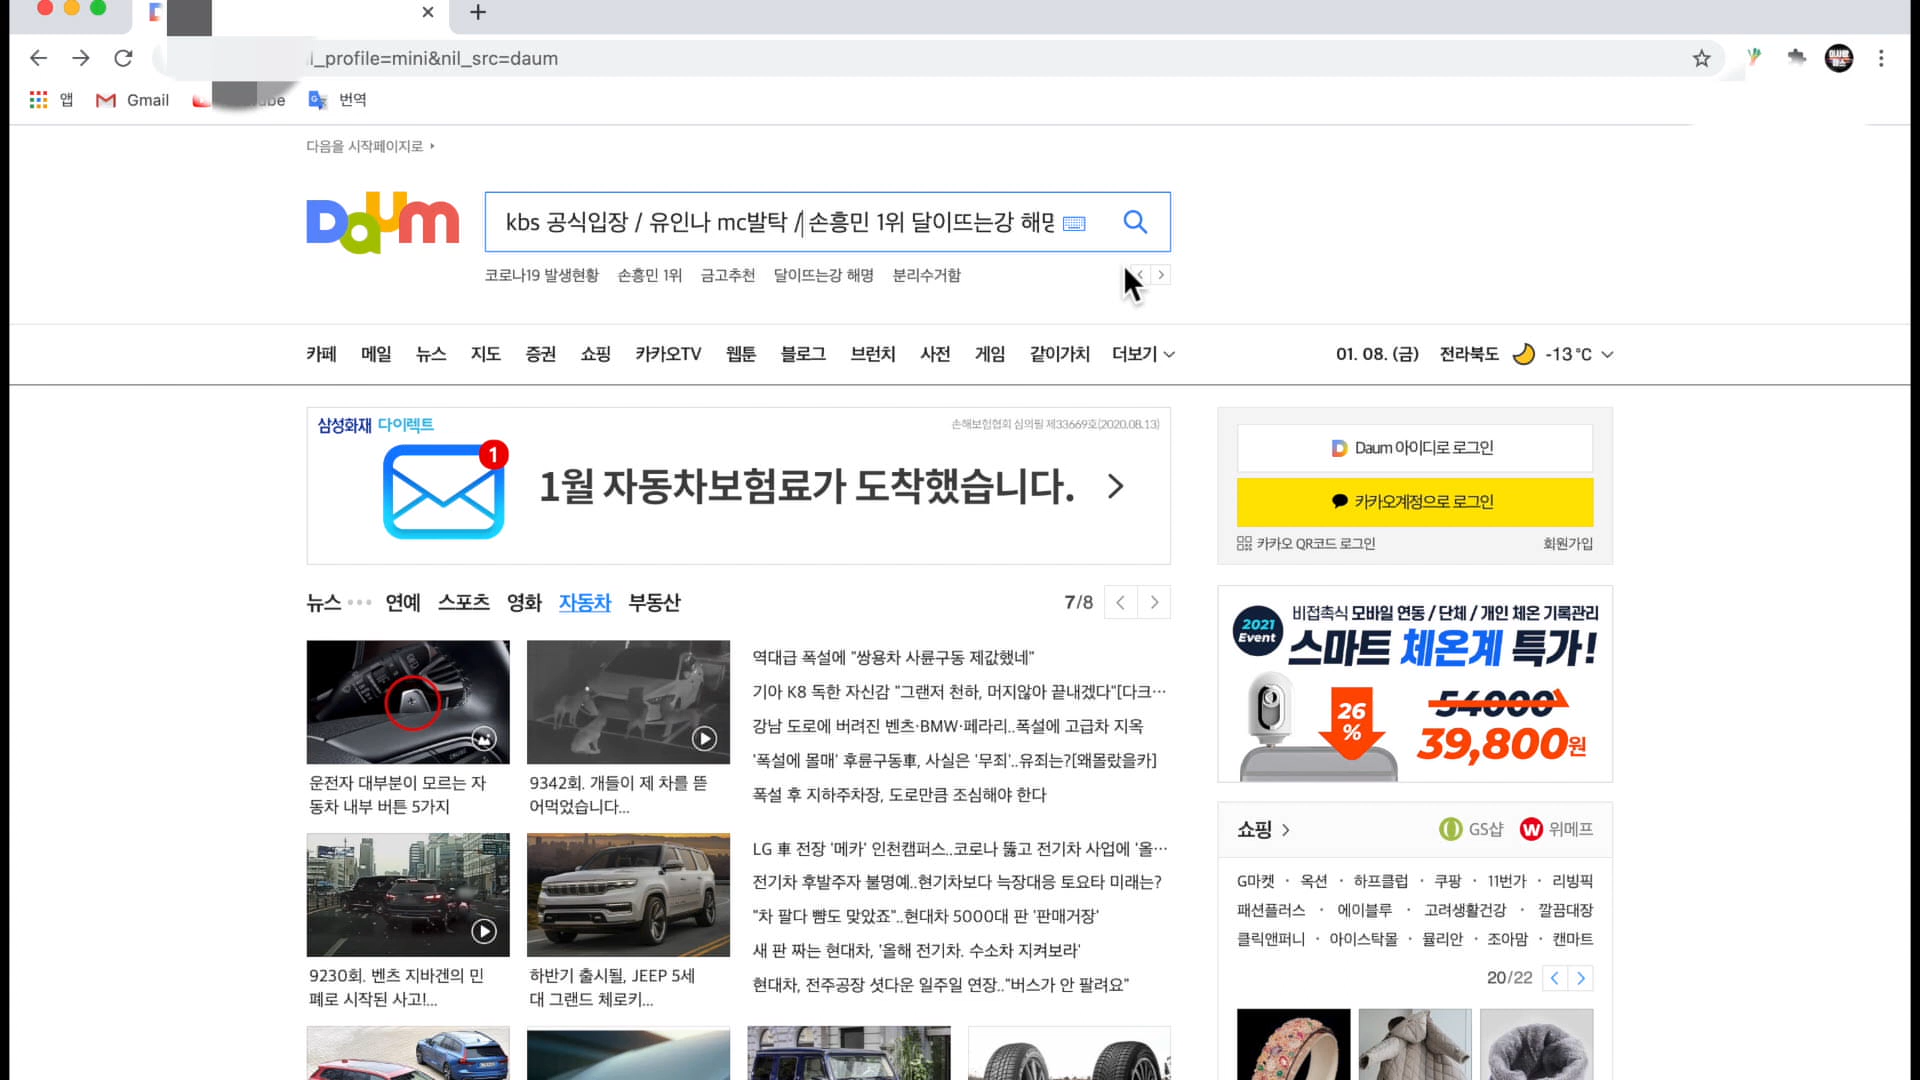 l_profile=mini&nil_src=daum
앱 Gmail 번역
다음을 시작페이지로
Daum
kbs 공식입장 / 유인나 mc발탁 / 손흥민 1위 달이뜨는강 해명
코로나19 발생현황 손흥민 1위 금고추천 달이뜨는강 해명 분리수거함
카페 메일 뉴스 지도 증권 쇼핑 카카오TV 웹툰 블로그 브런치 사전 게임 같이가치 더보기 01. 08. (금) 전라북도 -13 °C
삼성화재 다이렉트
손해보험협회 심의필 제33669호(2020.08.13)
1
1월 자동차보험료가 도착했습니다.
Daum 아이디로 로그인
카카오계정으로 로그인
카카오 QR코드 로그인 회원가입
뉴스 연예 스포츠 영화 자동차 부동산 7/8
운전자 대부분이 모르는 자
동차 내부 버튼 5가지
9342회. 개들이 제 차를 뜯
어먹었습니다...
역대급 폭설에 "쌍용차 사륜구동 제값했네"
기아 K8 독한 자신감 "그랜저 천하, 머지않아 끝내겠다"[다크…
강남 도로에 버려진 벤츠·BMW·페라리..폭설에 고급차 지옥
'폭설에 몰매' 후륜구동車, 사실은 '무죄'..유죄는?[왜몰랐을카]
폭설 후 지하주차장, 도로만큼 조심해야 한다
9230회. 벤츠 지바겐의 민
폐로 시작된 사고!...
하반기 출시될, JEEP 5세
대 그랜드 체로키...
LG 車 전장 '메카' 인천캠퍼스..코로나 뚫고 전기차 사업에 '올…
전기차 후발주자 불명예..현기차보다 늑장대응 토요타 미래는?
"차 팔다 뺨도 맞았죠"..현대차 5000대 판 '판매거장'
새 판 짜는 현대차, '올해 전기차. 수소차 지켜보라'
현대차, 전주공장 셧다운 일주일 연장.."버스가 안 팔려요"
2021
Event
비접촉식 모바일 연동 / 단체 / 개인 체온 기록관리
스마트 체온계 특가!
26
%
54000
39,800원
쇼핑 GS샵 위메프
G마켓 · 옥션 · 하프클럽 · 쿠팡 · 11번가 · 리빙픽
패션플러스 · 에이블루 · 고려생활건강 · 깔끔대장
클릭앤퍼니 · 아이스탁몰 · 뮬리안 · 조아맘 · 캔마트
20/22